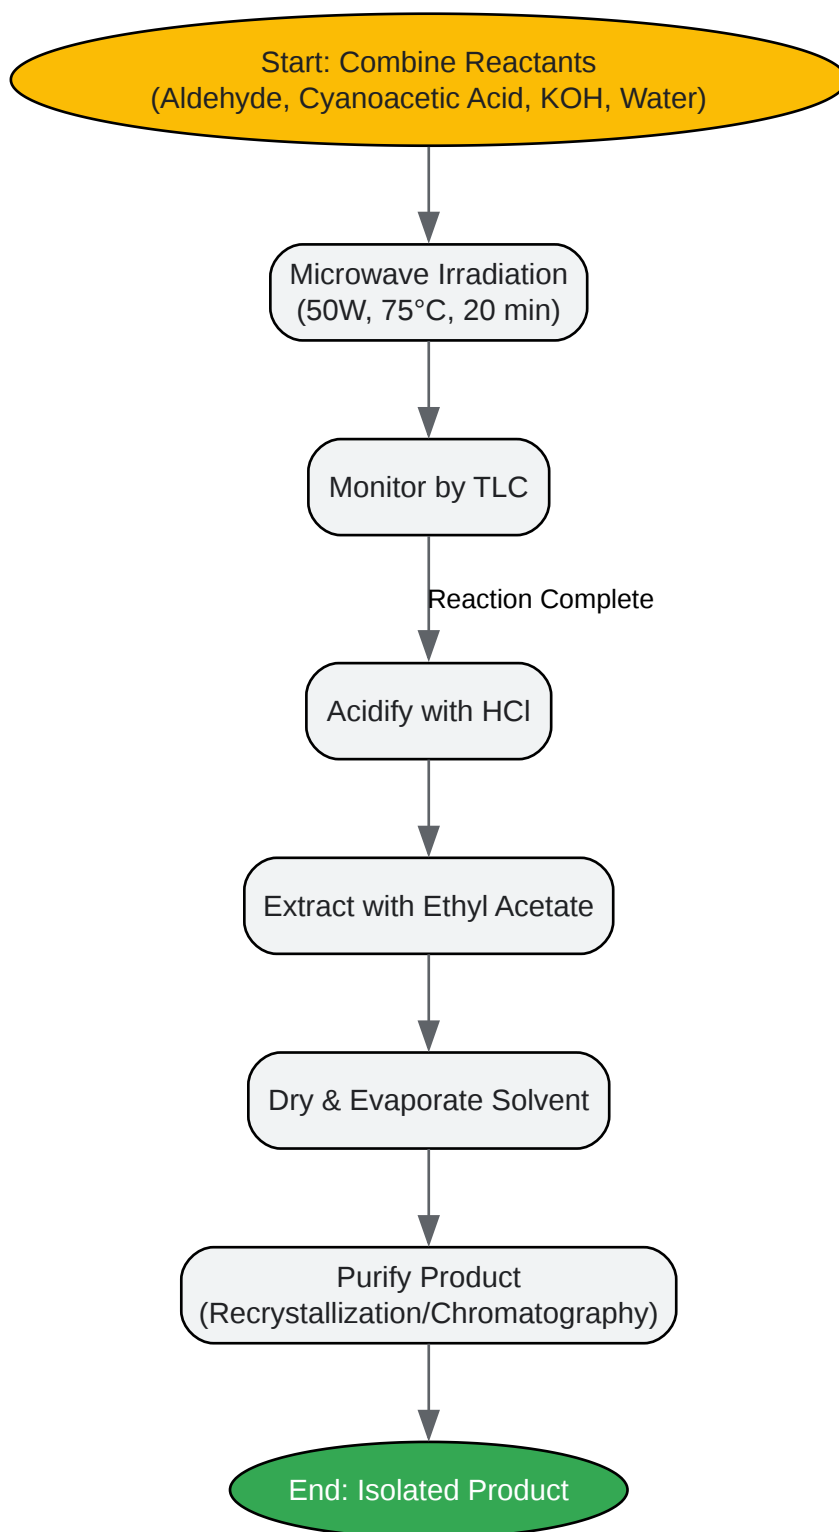 Start: Combine Reactants
(Aldehyde, Cyanoacetic Acid, KOH, Water)
Microwave Irradiation
(50W, 75°C, 20 min)
Monitor by TLC
Reaction Complete
Acidify with HCl
Extract with Ethyl Acetate
Dry & Evaporate Solvent
Purify Product
(Recrystallization/Chromatography)
End: Isolated Product